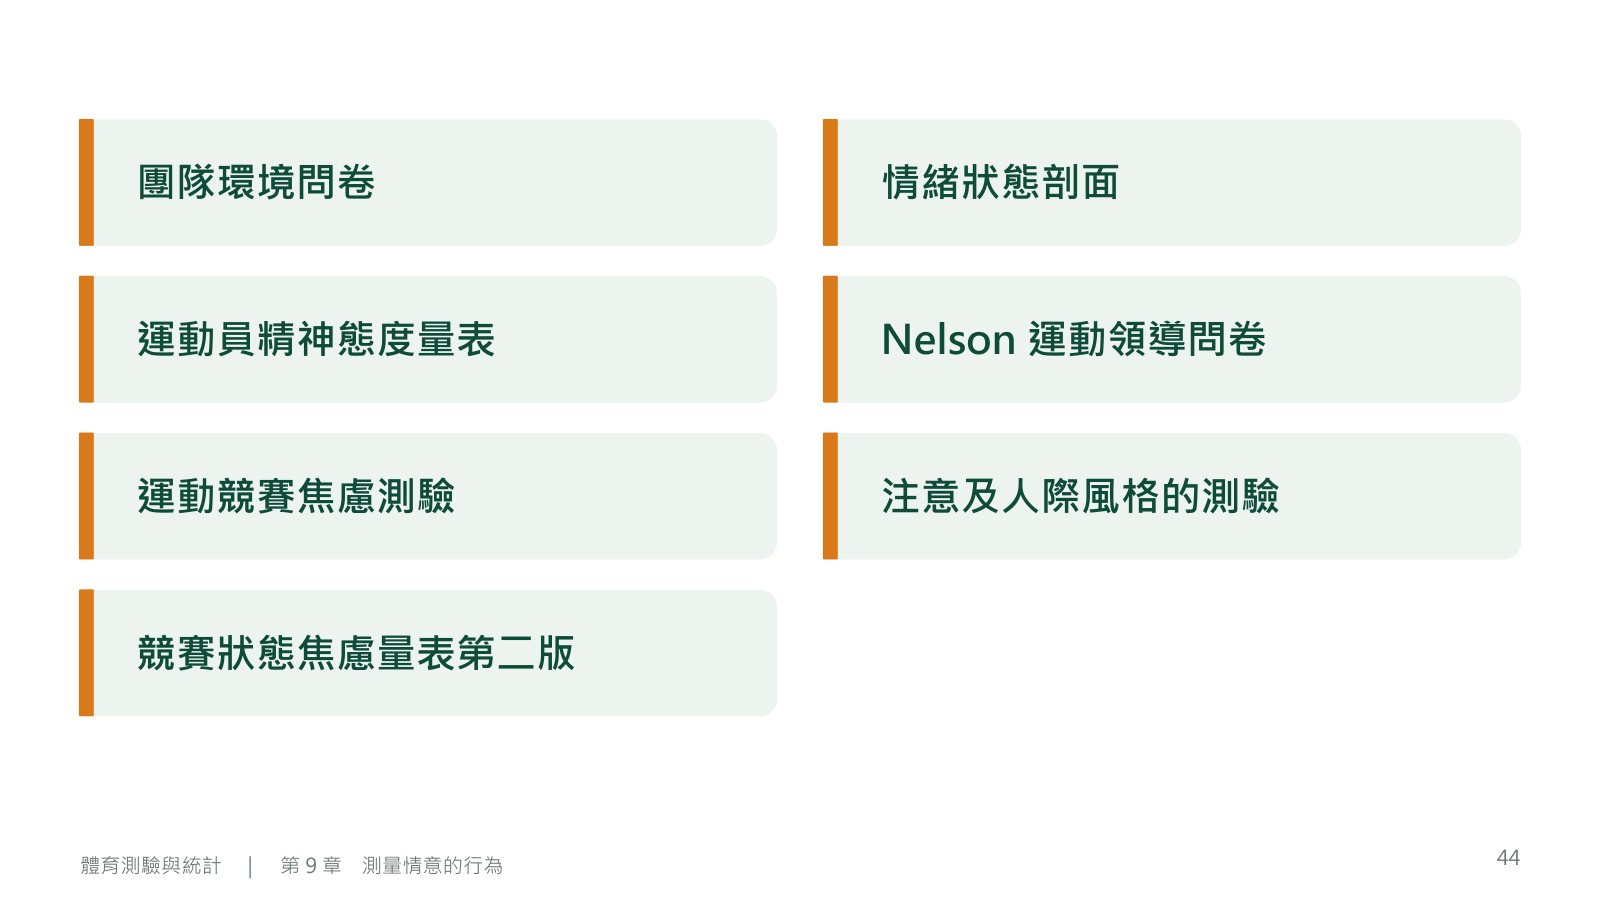 團隊環境問卷
運動員精神態度量表
運動競賽焦慮測驗
競賽狀態焦慮量表第二版
情緒狀態剖面
Nelson 運動領導問卷
注意及人際風格的測驗
體育測驗與統計 | 第 9 章 測量情意的行為
44